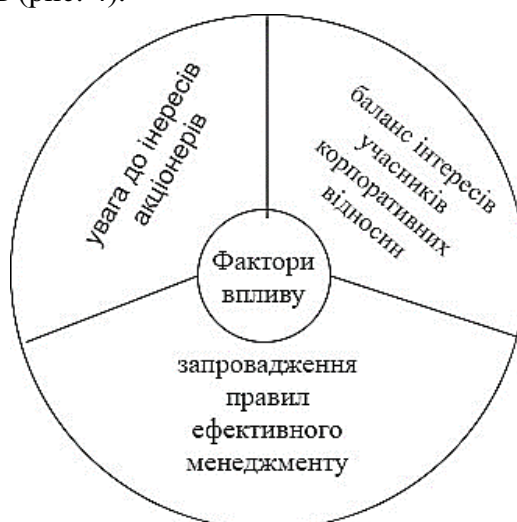 (рис. 4).
увага до інересів
акціонерів
баланс інтересів
учасників
корпоративних
відносин
Фактори
впливу
запровадження
правил
ефективного
менеджменту